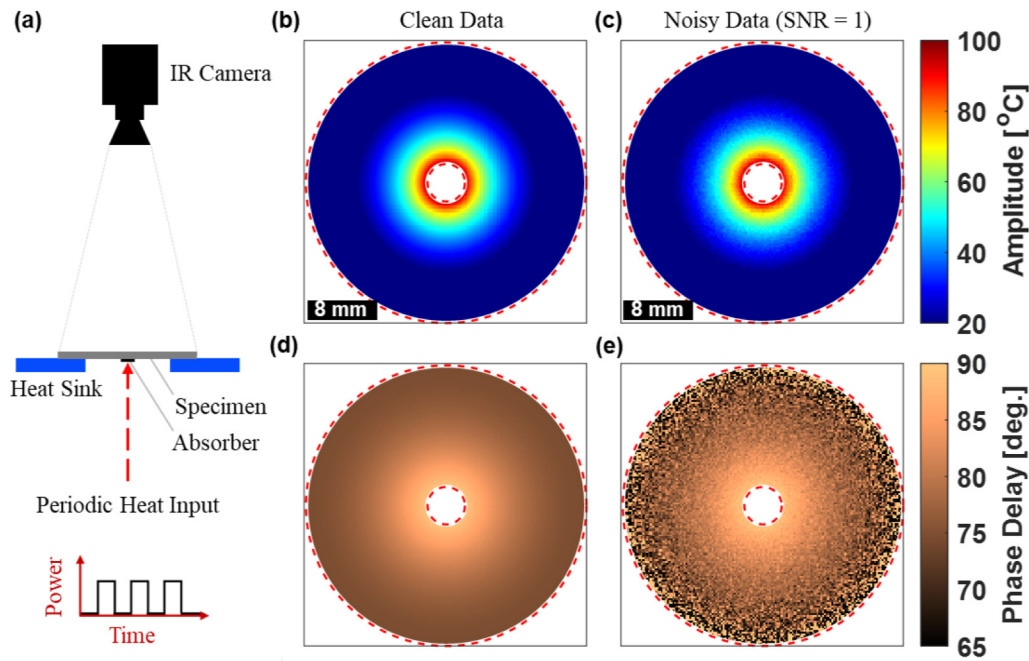 (a)
IR Camera
Heat Sink
Specimen
Absorber
Periodic Heat Input
Power
Time
(b)
Clean Data
8 mm
(c)
Noisy Data (SNR = 1)
8 mm
100
80
60
40
20
Amplitude [°C]
(d)
(e)
90
85
80
75
70
65
Phase Delay [deg.]